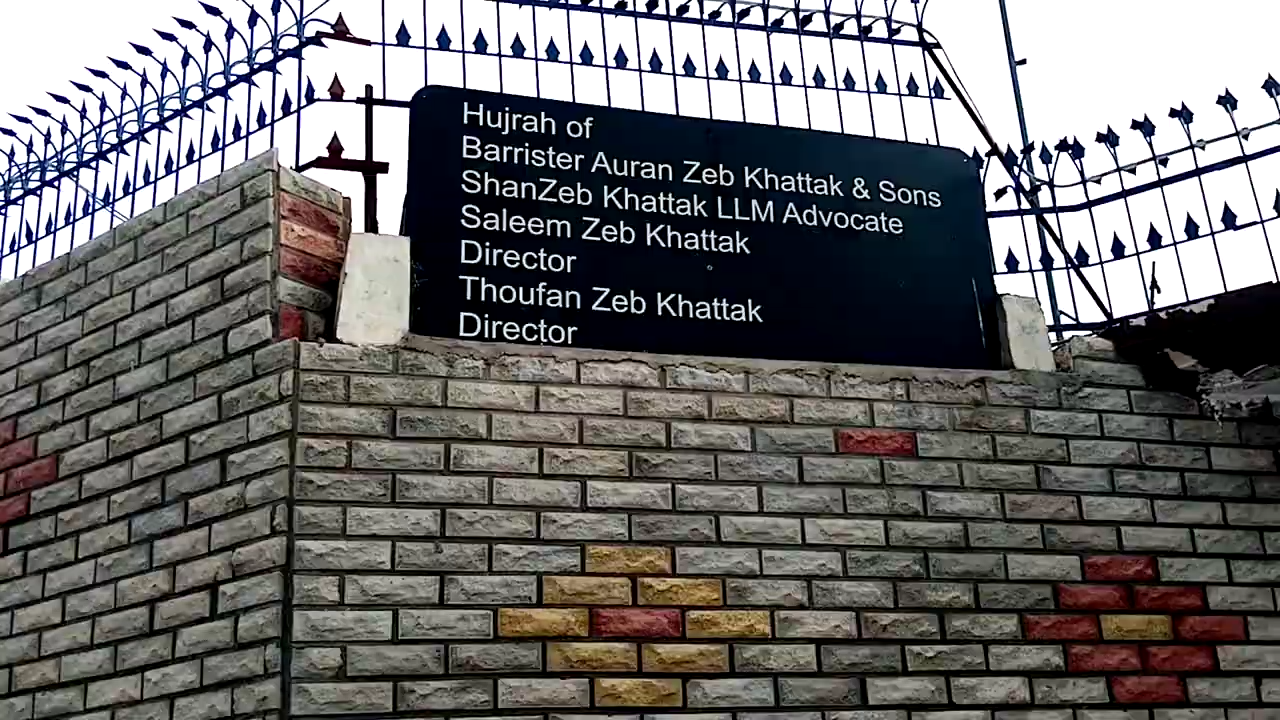 Hujrah of
Barrister Auran Zeb Khattak & Sons
ShanZeb Khattak LLM Advocate
Saleem Zeb Khattak
Director
Thoufan Zeb Khattak
Director